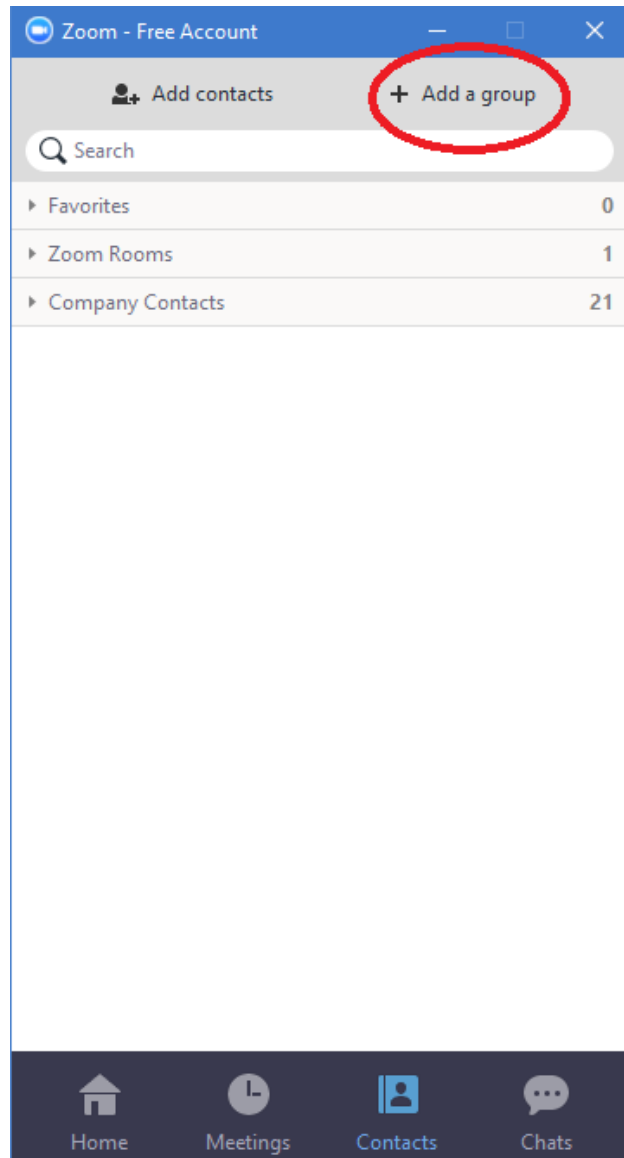 Zoom - Free Account
Add contacts + Add a group
Search
Favorites 0
Zoom Rooms 1
Company Contacts 21
Home Meetings Contacts Chats